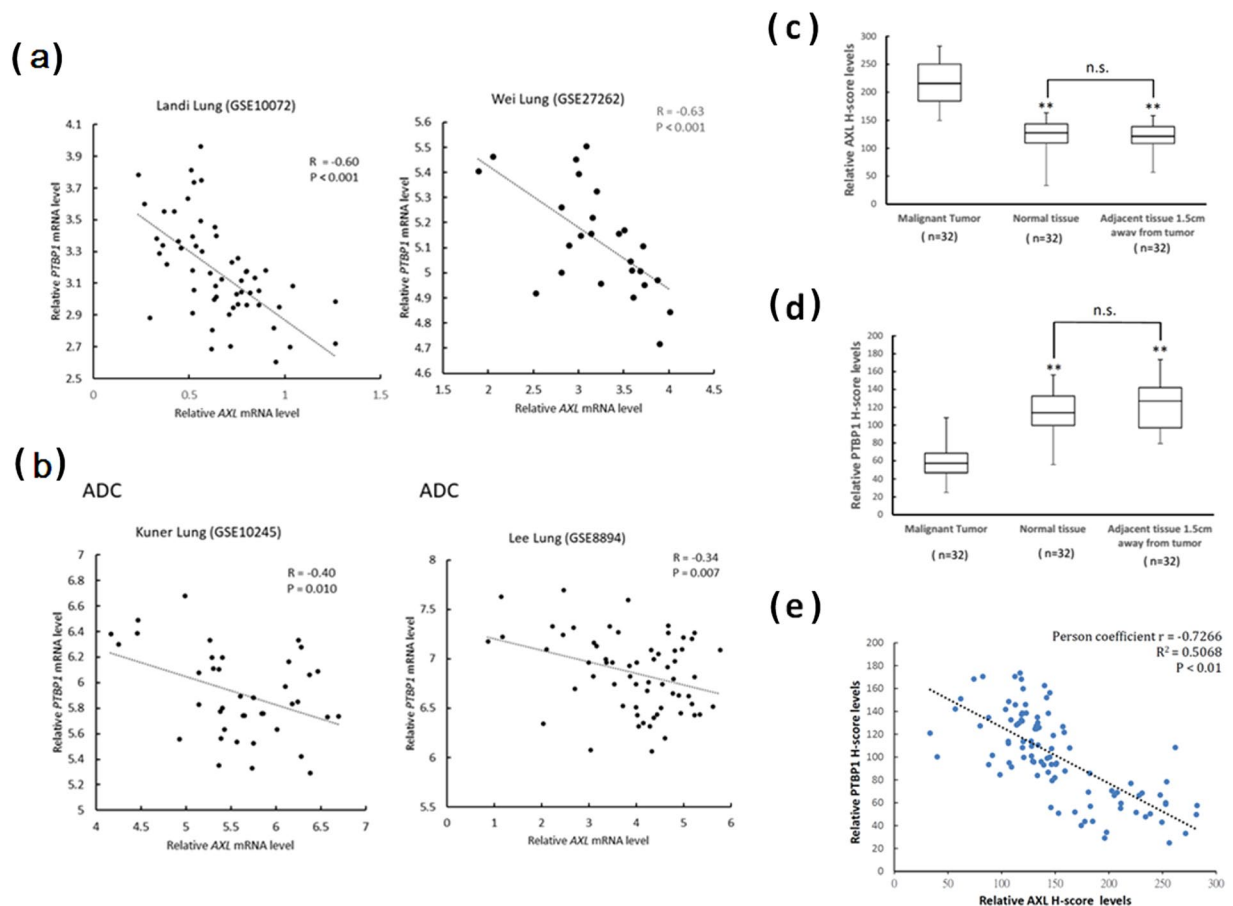 (a)
Landi Lung (GSE10072)
R = -0.60
P < 0.001
Relative PTBP1 mRNA level
4.1
3.9
3.7
3.5
3.3
3.1
2.9
2.7
2.5
0 0.5 1 1.5
Relative AXL mRNA level
Wei Lung (GSE27262)
R = -0.63
P < 0.001
Relative PTBP1 mRNA level
5.6
5.5
5.4
5.3
5.2
5.1
5
4.9
4.8
4.7
4.6
1.5 2 2.5 3 3.5 4 4.5
Relative AXL mRNA level
(b)
ADC
Kuner Lung (GSE10245)
R = -0.40
P = 0.010
Relative PTBP1 mRNA level
7
6.8
6.6
6.4
6.2
6
5.8
5.6
5.4
5.2
5
4 4.5 5 5.5 6 6.5 7
Relative AXL mRNA level
ADC
Lee Lung (GSE8894)
R = -0.34
P = 0.007
Relative PTBP1 mRNA level
8
7.5
7
6.5
6
5.5
0 1 2 3 4 5 6
Relative AXL mRNA level
(c)
Relative AXL H-score levels
300
250
200
150
100
50
0
n.s.
** **
Malignant Tumor
(n=32)
Normal tissue
(n=32)
Adjacent tissue 1.5cm
away from tumor
(n=32)
(d)
Relative PTBP1 H-score levels
200
180
160
140
120
100
80
60
40
20
0
n.s.
** **
Malignant Tumor
(n=32)
Normal tissue
(n=32)
Adjacent tissue 1.5cm
away from tumor
(n=32)
(e)
Person coefficient r = -0.7266
R² = 0.5068
P < 0.01
Relative PTBP1 H-score levels
200
180
160
140
120
100
80
60
40
20
0
0 50 100 150 200 250 300
Relative AXL H-score levels